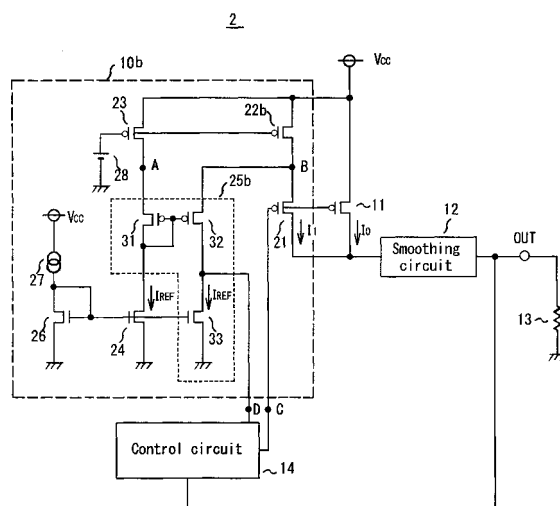 2
10b
Vcc
23
22b
28
A
B
25b
Vcc
31
32
21
I1
11
I0
12
Smoothing circuit
OUT
13
27
IREF
IREF
26
24
33
D
C
Control circuit
14